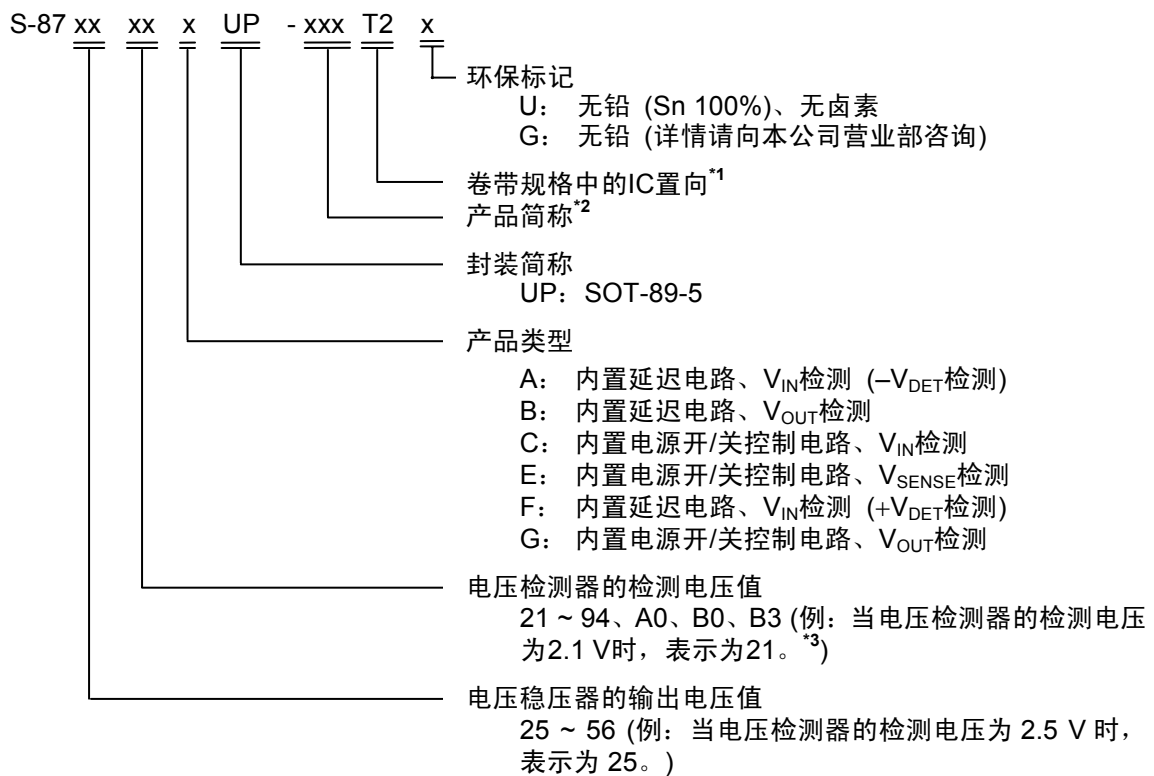 S-87 xx xx x UP - xxx T2 x
环保标记
U： 无铅 (Sn 100%)、无卤素
G： 无铅 (详情请向本公司营业部咨询)
卷带规格中的IC置向*1
产品简称*2
封装简称
UP：SOT-89-5
产品类型
A： 内置延迟电路、VIN检测 (–VDET检测)
B： 内置延迟电路、VOUT检测
C： 内置电源开/关控制电路、VIN检测
E： 内置电源开/关控制电路、VSENSE检测
F： 内置延迟电路、VIN检测 (+VDET检测)
G： 内置电源开/关控制电路、VOUT检测
电压检测器的检测电压值
21 ~ 94、A0、B0、B3 (例：当电压检测器的检测电压
为2.1 V时，表示为21。*3)
电压稳压器的输出电压值
25 ~ 56 (例：当电压检测器的检测电压为 2.5 V 时，
表示为 25。)